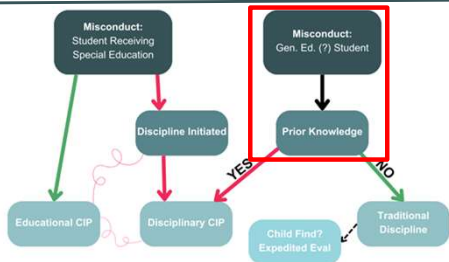 Misconduct:
Student Receiving
Special Education
Misconduct:
Gen. Ed. (?) Student
Discipline Initiated
Prior Knowledge
YES
NO
Educational CIP
Disciplinary CIP
Traditional
Discipline
Child Find?
Expedited Eval